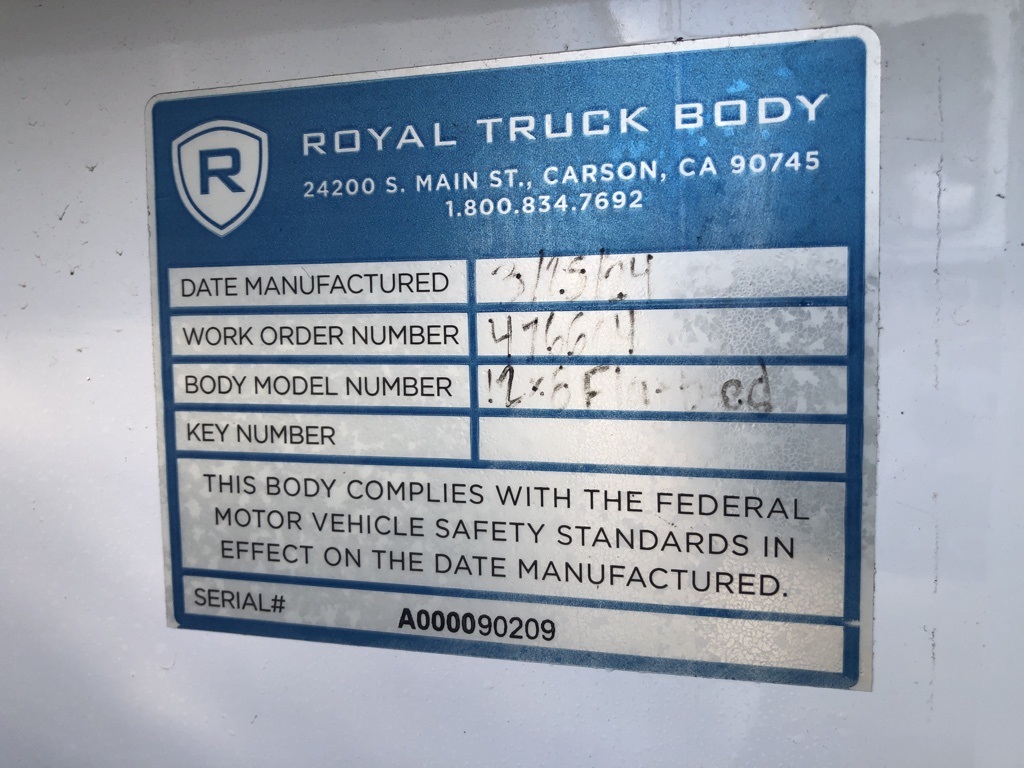 R
ROYAL TRUCK BODY
24200 S. MAIN ST., CARSON, CA 90745
1.800.834.7692
DATE MANUFACTURED
WORK ORDER NUMBER
BODY MODEL NUMBER
KEY NUMBER
THIS BODY COMPLIES WITH THE FEDERAL
MOTOR VEHICLE SAFETY STANDARDS IN
EFFECT ON THE DATE MANUFACTURED.
SERIAL# A000090209